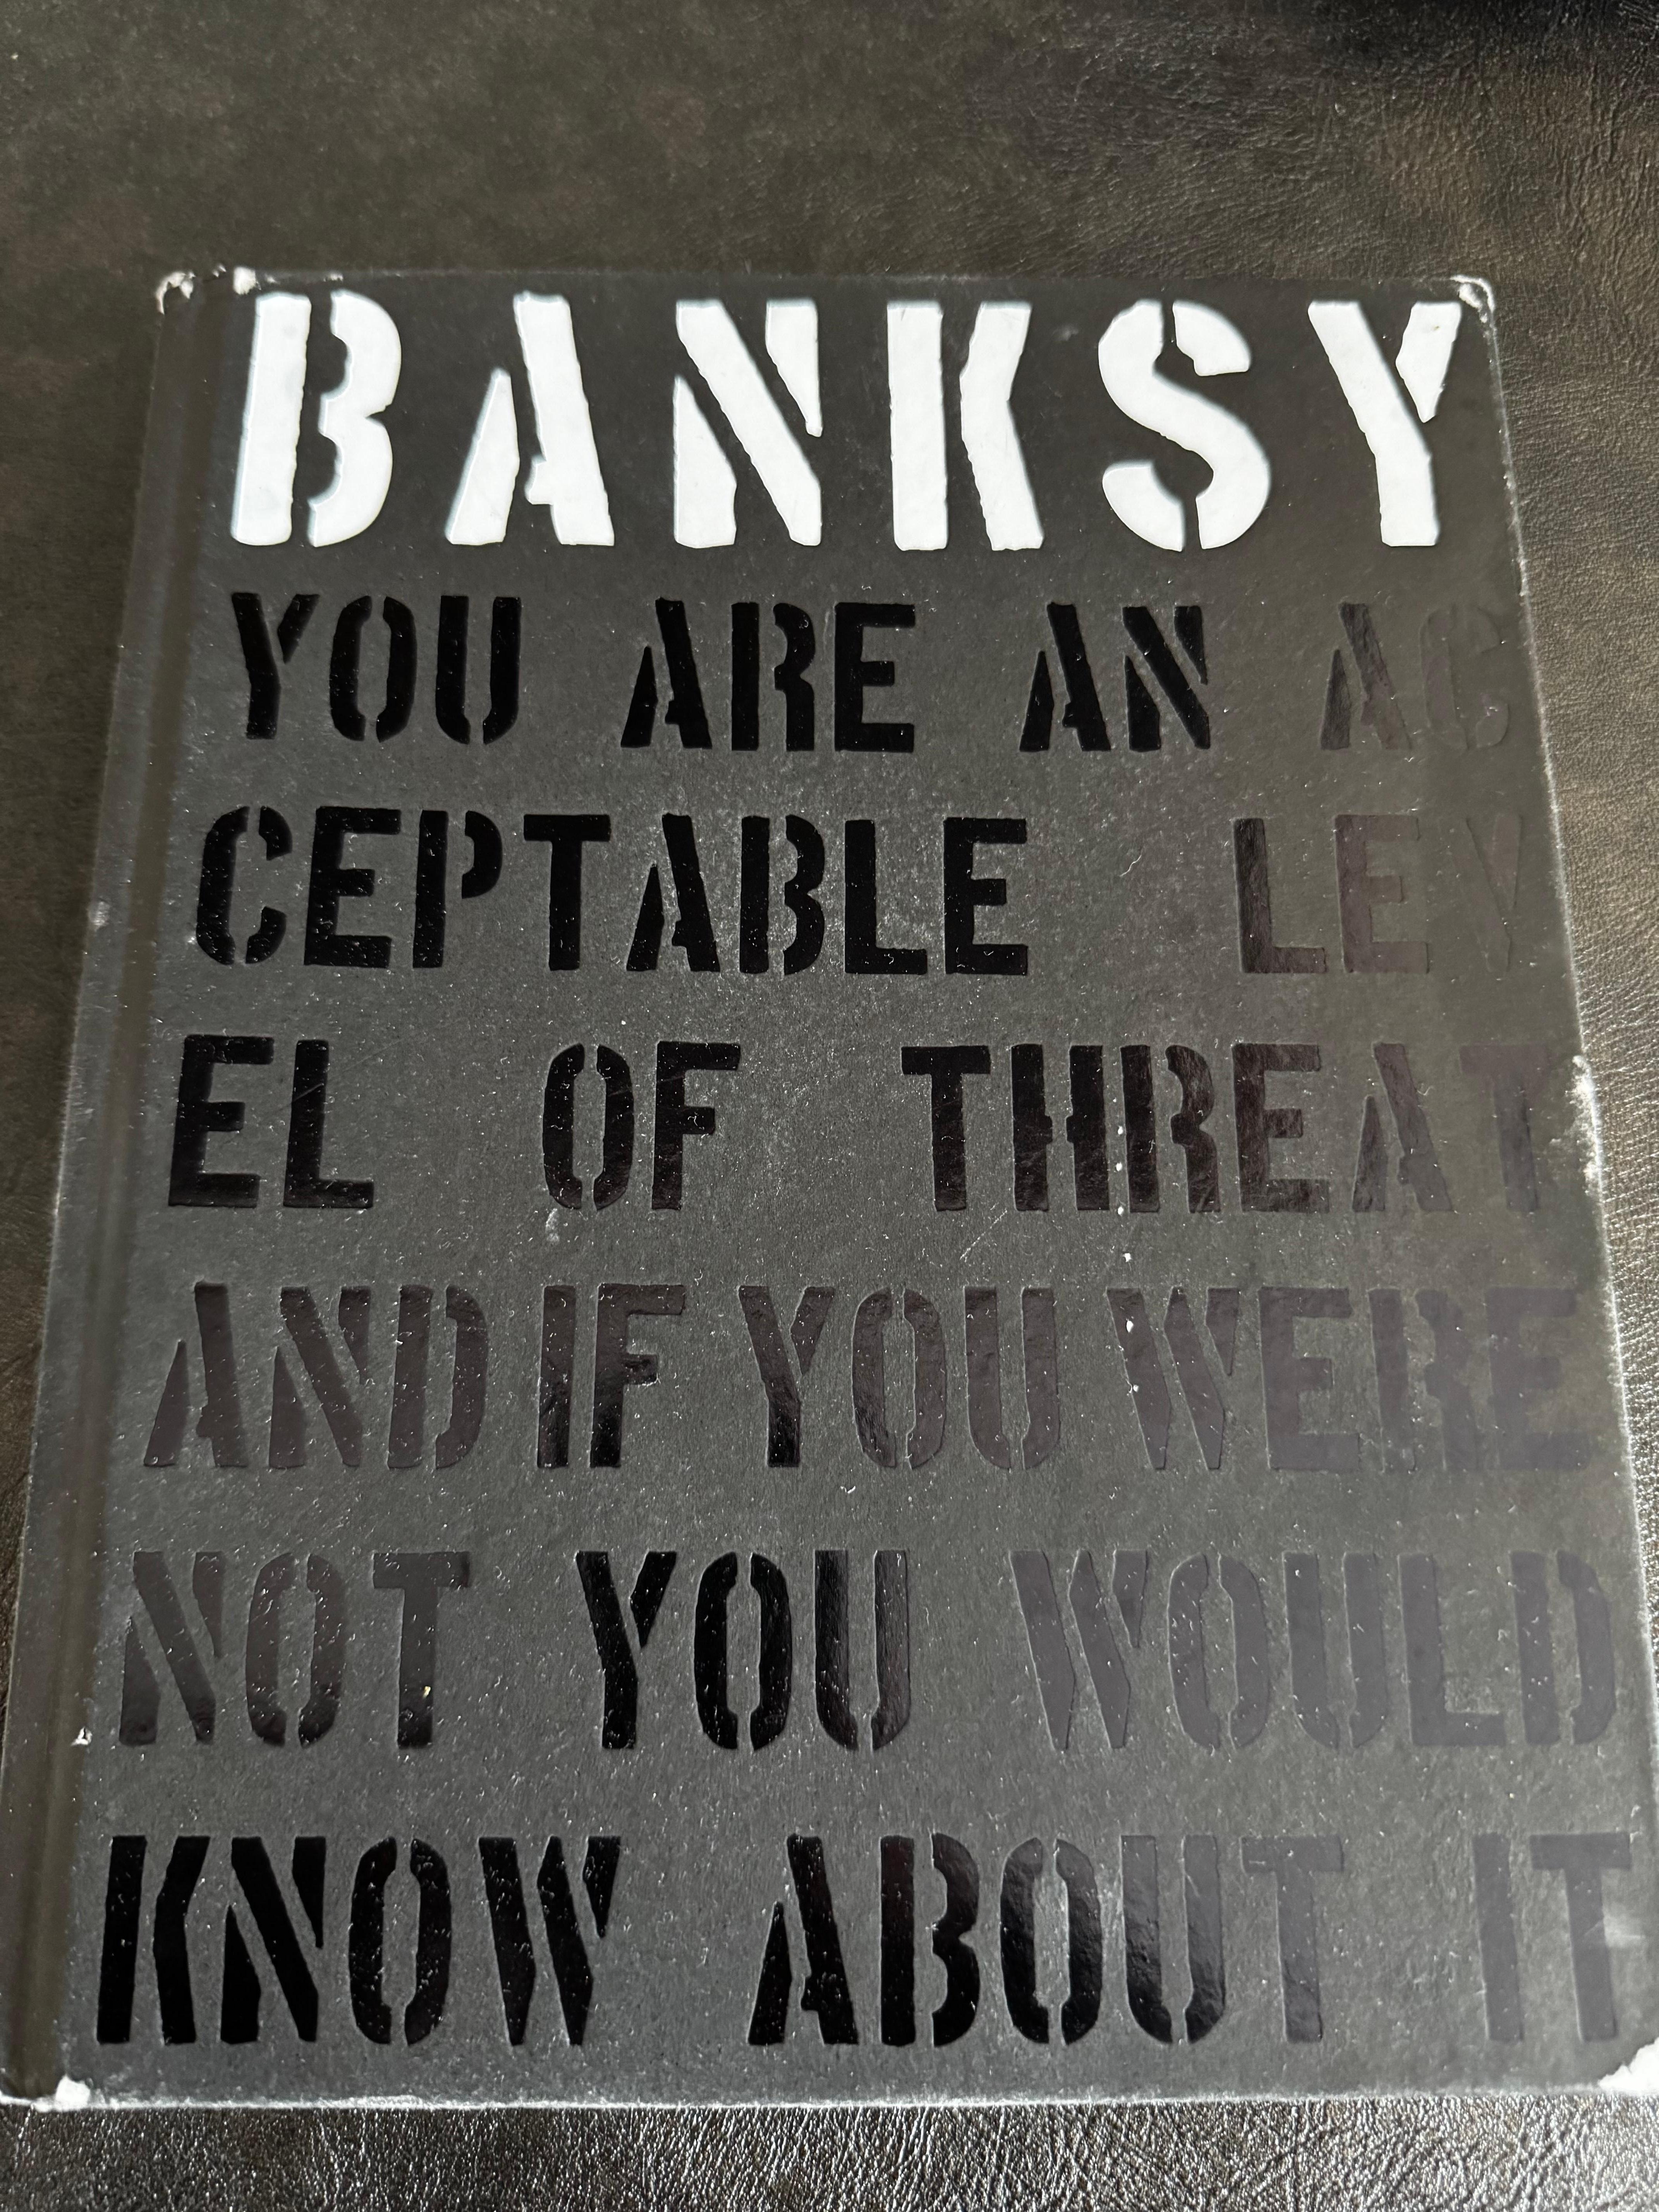 BANKSY
YOU ARE AN AC
CEPTABLE LEV
EL OF THREAT
AND IF YOU WERE
NOT YOU WOULD
KNOW ABOUT IT